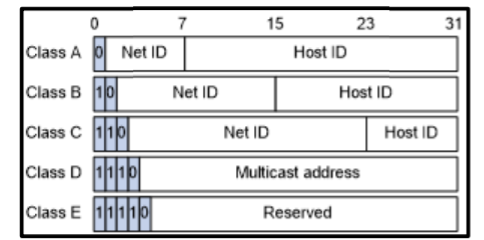 0 7 15 23 31
Class A 0 Net ID Host ID
Class B 1 0 Net ID Host ID
Class C 1 1 0 Net ID Host ID
Class D 1 1 1 0 Multicast address
Class E 1 1 1 1 0 Reserved